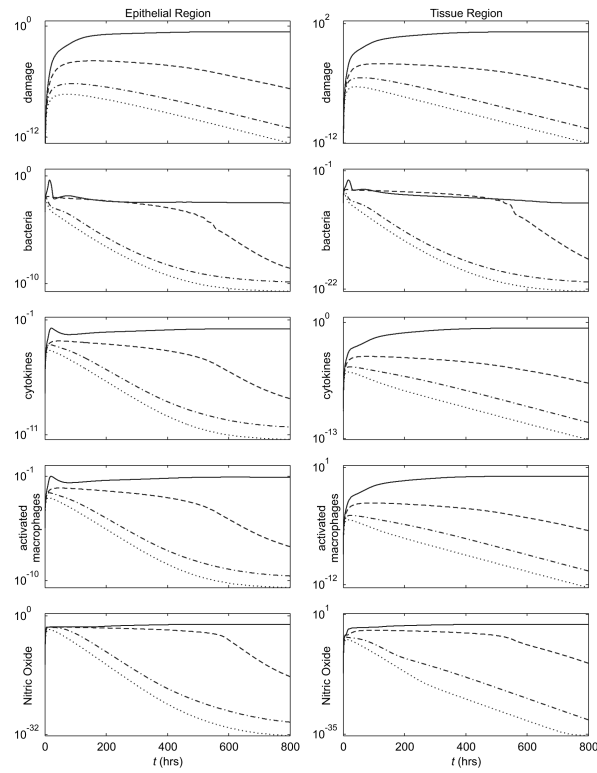 Epithelial Region
Tissue Region
10^0
damage
10^-12
10^2
damage
10^-12
10^0
bacteria
10^-10
10^-1
bacteria
10^-22
10^-1
cytokines
10^-11
10^0
cytokines
10^-13
10^-1
activated
macrophages
10^-10
10^1
activated
macrophages
10^-12
10^0
Nitric Oxide
10^-32
10^1
Nitric Oxide
10^-35
0 200 400 600 800
0 200 400 600 800
t (hrs)
t (hrs)